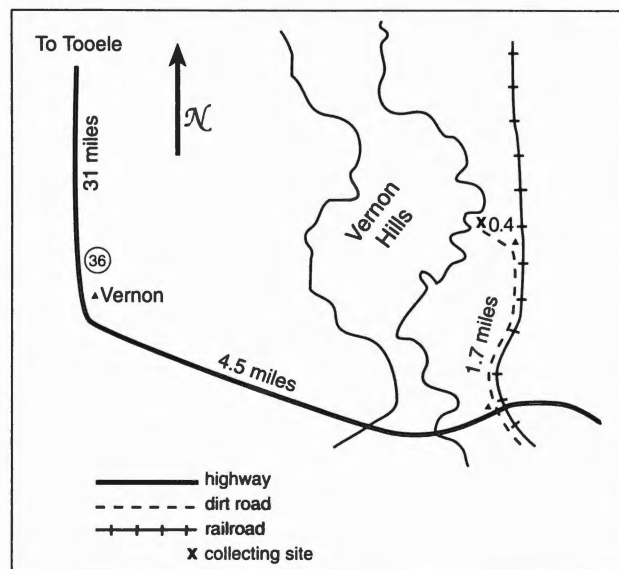 To Tooele
N
31 miles
36
Vernon
4.5 miles
Vernon
Hills
x 0.4
1.7 miles
highway
dirt road
railroad
x collecting site